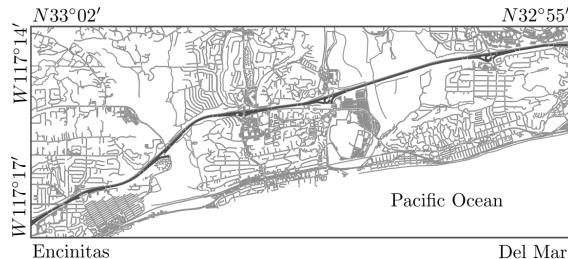 N33°02′ N32°55′
W117°14′
W117°17′
Pacific Ocean
Encinitas Del Mar